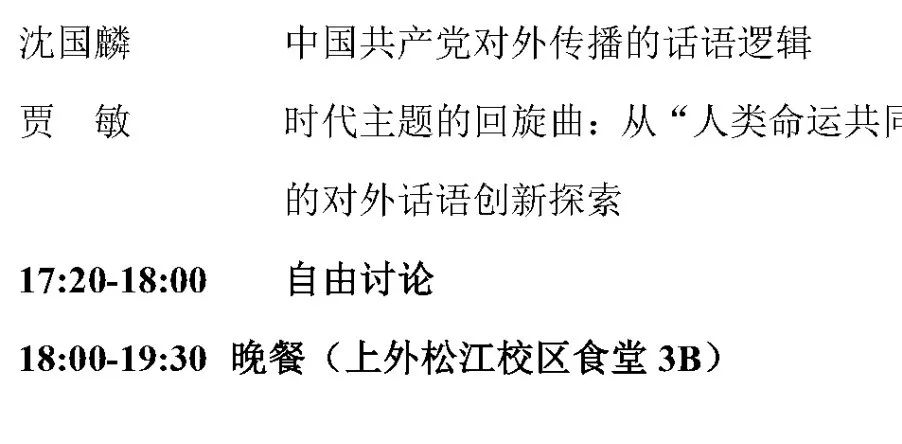 沈国麟 中国共产党对外传播的话语逻辑
贾 敏 时代主题的回旋曲：从“人类命运共同
的对外话语创新探索
17:20-18:00 自由讨论
18:00-19:30 晚餐（上外松江校区食堂 3B）